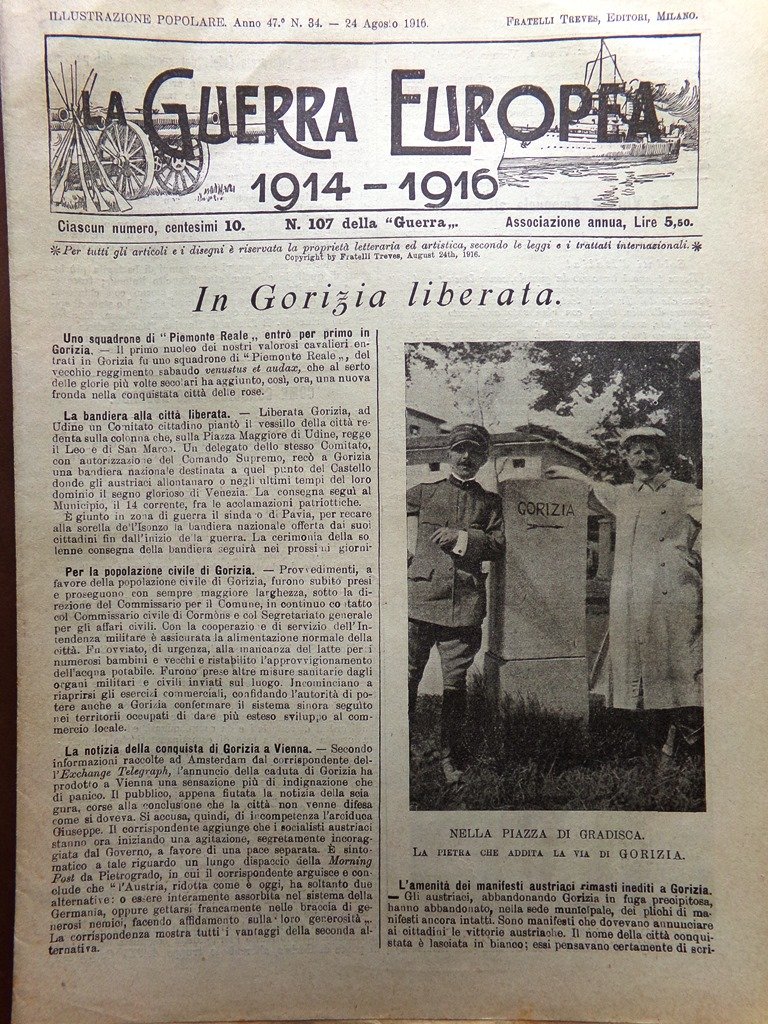 ILLUSTRAZIONE POPOLARE. Anno 47.º N. 34. — 24 Agosto 1916. FRATELLI TREVES, EDITORI, MILANO.
LA GUERRA EUROPEA
1914 - 1916
Ciascun numero, centesimi 10. N. 107 della "Guerra„. Associazione annua, Lire 5,50.
* Per tutti gli articoli e i disegni è riservata la proprietà letteraria ed artistica, secondo le leggi e i trattati internazionali. *
Copyright by Fratelli Treves, August 24th, 1916.
In Gorizia liberata.
Uno squadrone di "Piemonte Reale„ entrò per primo in
Gorizia. — Il primo nucleo dei nostri valorosi cavalieri en-
trati in Gorizia fu uno squadrone di "Piemonte Reale„, del
vecchio reggimento sabaudo venustus et audax, che al serto
delle glorie più volte secolari ha aggiunto, così, ora, una nuova
fronda nella conquistata città delle rose.
La bandiera alla città liberata. — Liberata Gorizia, ad
Udine un Comitato cittadino piantò il vessillo della città re-
denta sulla colonna che, sulla Piazza Maggiore di Udine, regge
il Leo e di San Marco. Un delegato dello stesso Comitato,
con autorizzazione del Comando Supremo, recò a Gorizia
una bandiera nazionale destinata a quel punto del Castello
donde gli austriaci allontanaro o negli ultimi tempi del loro
dominio il segno glorioso di Venezia. La consegna seguì al
Municipio, il 14 corrente, fra le acclamazioni patriottiche.
È giunto in zona di guerra il sindaco di Pavia, per recare
alla sorella de l'Isonzo la bandiera nazionale offerta dai suoi
cittadini fin dall'inizio de la guerra. La cerimonia della so
lenne consegna della bandiera seguirà nei prossimi giorni
Per la popolazione civile di Gorizia. — Provvedimenti, a
favore della popolazione civile di Gorizia, furono subito presi
e proseguono con sempre maggiore larghezza, sotto la di-
rezione del Commissario per il Comune, in continuo contatto
col Commissario civile di Cormòns e col Segretariato generale
per gli affari civili. Con la cooperazio e di servizio dell'In-
tendenza militare è assicurata la alimentazione normale della
città. Fu ovviato, di urgenza, alla mancanza del latte per i
numerosi bambini e vecchi e ristabilito l'approvvigionamento
dell'acqua potabile. Furono prese altre misure sanitarie dagli
organi militari e civili inviati sul luogo. Incominciano a
riaprirsi gli esercizi commerciali, confidando l'autorità di po-
tere anche a Gorizia confermare il sistema sinora seguito
nei territorii occupati di dare più esteso sviluppo al com-
mercio locale.
La notizia della conquista di Gorizia a Vienna. — Secondo
informazioni raccolte ad Amsterdam dal corrispondente del-
l'Exchange Telegraph, l'annuncio della caduta di Gorizia ha
prodotto a Vienna una sensazione più di indignazione che
di panico. Il pubblico, appena fiutata la notizia della scia
gura, corse alla conclusione che la città non venne difesa
come si doveva. Si accusa, quindi, di incompetenza l'arciduca
Giuseppe. Il corrispondente aggiunge che i socialisti austriaci
stanno ora iniziando una agitazione, segretamente incorag-
giata dal Governo, a favore di una pace separata. È sinto-
matico a tale riguardo un lungo dispaccio della Morning
Post da Pietrogrado, in cui il corrispondente arguisce e con-
clude che "l'Austria, ridotta come è oggi, ha soltanto due
alternative: o essere interamente assorbita nel sistema della
Germania, oppure gettarsi francamente nelle braccia di ge-
nerosi nemici, facendo affidamento sulla loro generosità„.
La corrispondenza mostra tutti i vantaggi della seconda al-
ternativa.
GORIZIA
NELLA PIAZZA DI GRADISCA.
LA PIETRA CHE ADDITA LA VIA DI GORIZIA.
L'amenità dei manifesti austriaci rimasti inediti a Gorizia.
— Gli austriaci, abbandonando Gorizia in fuga precipitosa,
hanno abbandonato, nella sede municipale, dei plichi di ma-
nifesti ancora intatti. Sono manifesti che dovevano annunciare
ai cittadini le vittorie austriache. Il nome della città conqui-
stata è lasciata in bianco; essi pensavano certamente di scri-